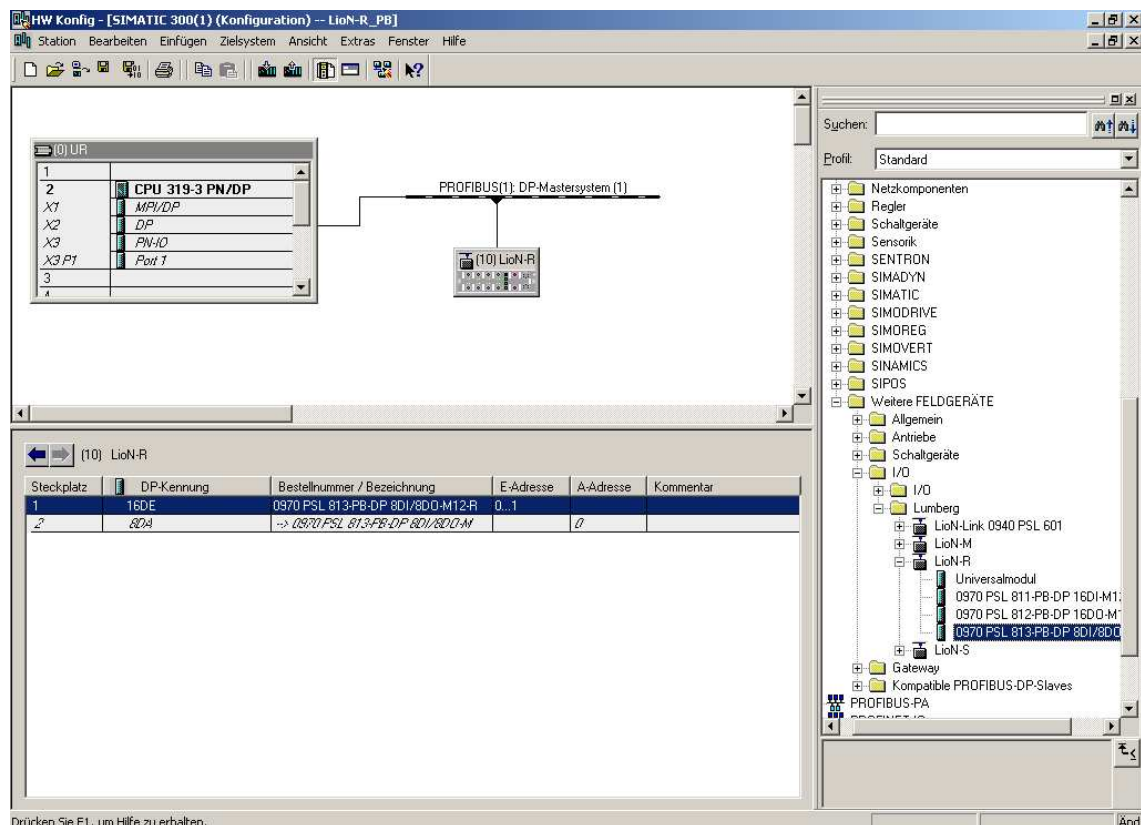 HW Konfig - [SIMATIC 300(1) (Konfiguration) -- LioN-R_PB]
Station Bearbeiten Einfügen Zielsystem Ansicht Extras Fenster Hilfe
(0) UR
1
2 CPU 319-3 PN/DP
X1 MPI/DP
X2 DP
X3 PN-IO
X3 P1 Port 1
3
4
PROFIBUS(1): DP-Mastersystem (1)
(10) LioN-R
(10) LioN-R
Steckplatz DP-Kennung Bestellnummer / Bezeichnung E-Adresse A-Adresse Kommentar
1 16DE 0970 PSL 813-PB-DP 8DI/8DO-M12-R 0...1
2 8DA --> 0970 PSL 813-PB-DP 8DI/8DO-M 0
Suchen:
Profil: Standard
Netzkomponenten
Regler
Schaltgeräte
Sensorik
SENTRON
SIMADYN
SIMATIC
SIMODRIVE
SIMOREG
SIMOVERT
SINAMICS
SIPOS
Weitere FELDGERÄTE
Allgemein
Antriebe
Schaltgeräte
I/O
I/O
Lumberg
LioN-Link 0940 PSL 601
LioN-M
LioN-R
Universalmodul
0970 PSL 811-PB-DP 16DI-M12
0970 PSL 812-PB-DP 16DO-M
0970 PSL 813-PB-DP 8DI/8DO
LioN-S
Gateway
Kompatible PROFIBUS-DP-Slaves
PROFIBUS-PA
PROFINET IO
Drücken Sie F1, um Hilfe zu erhalten.
Änd